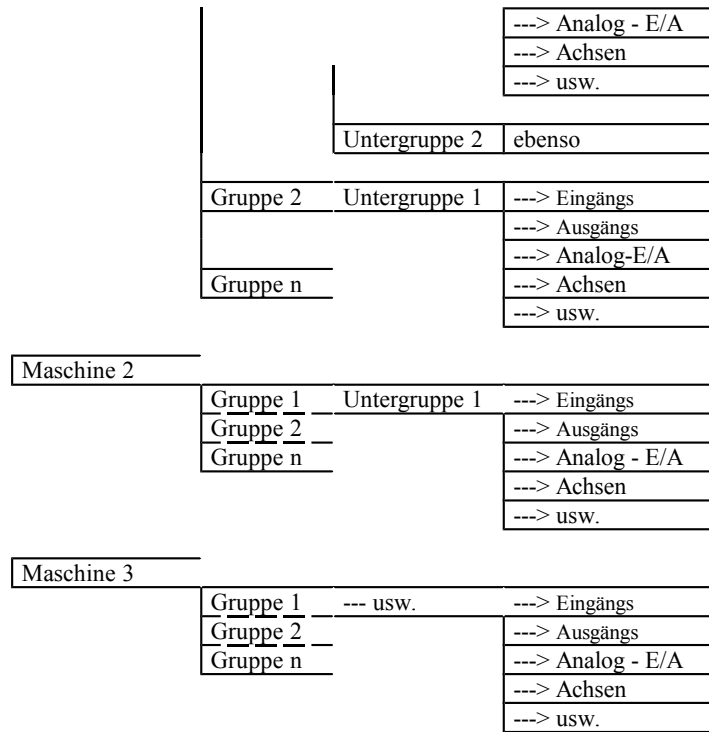 ---> Analog - E/A
---> Achsen
---> usw.
Untergruppe 2 ebenso
Gruppe 2 Untergruppe 1 ---> Eingängs
---> Ausgängs
---> Analog-E/A
Gruppe n ---> Achsen
---> usw.
Maschine 2
Gruppe 1 Untergruppe 1 ---> Eingängs
Gruppe 2 ---> Ausgängs
Gruppe n ---> Analog - E/A
---> Achsen
---> usw.
Maschine 3
Gruppe 1 --- usw. ---> Eingängs
Gruppe 2 ---> Ausgängs
Gruppe n ---> Analog - E/A
---> Achsen
---> usw.